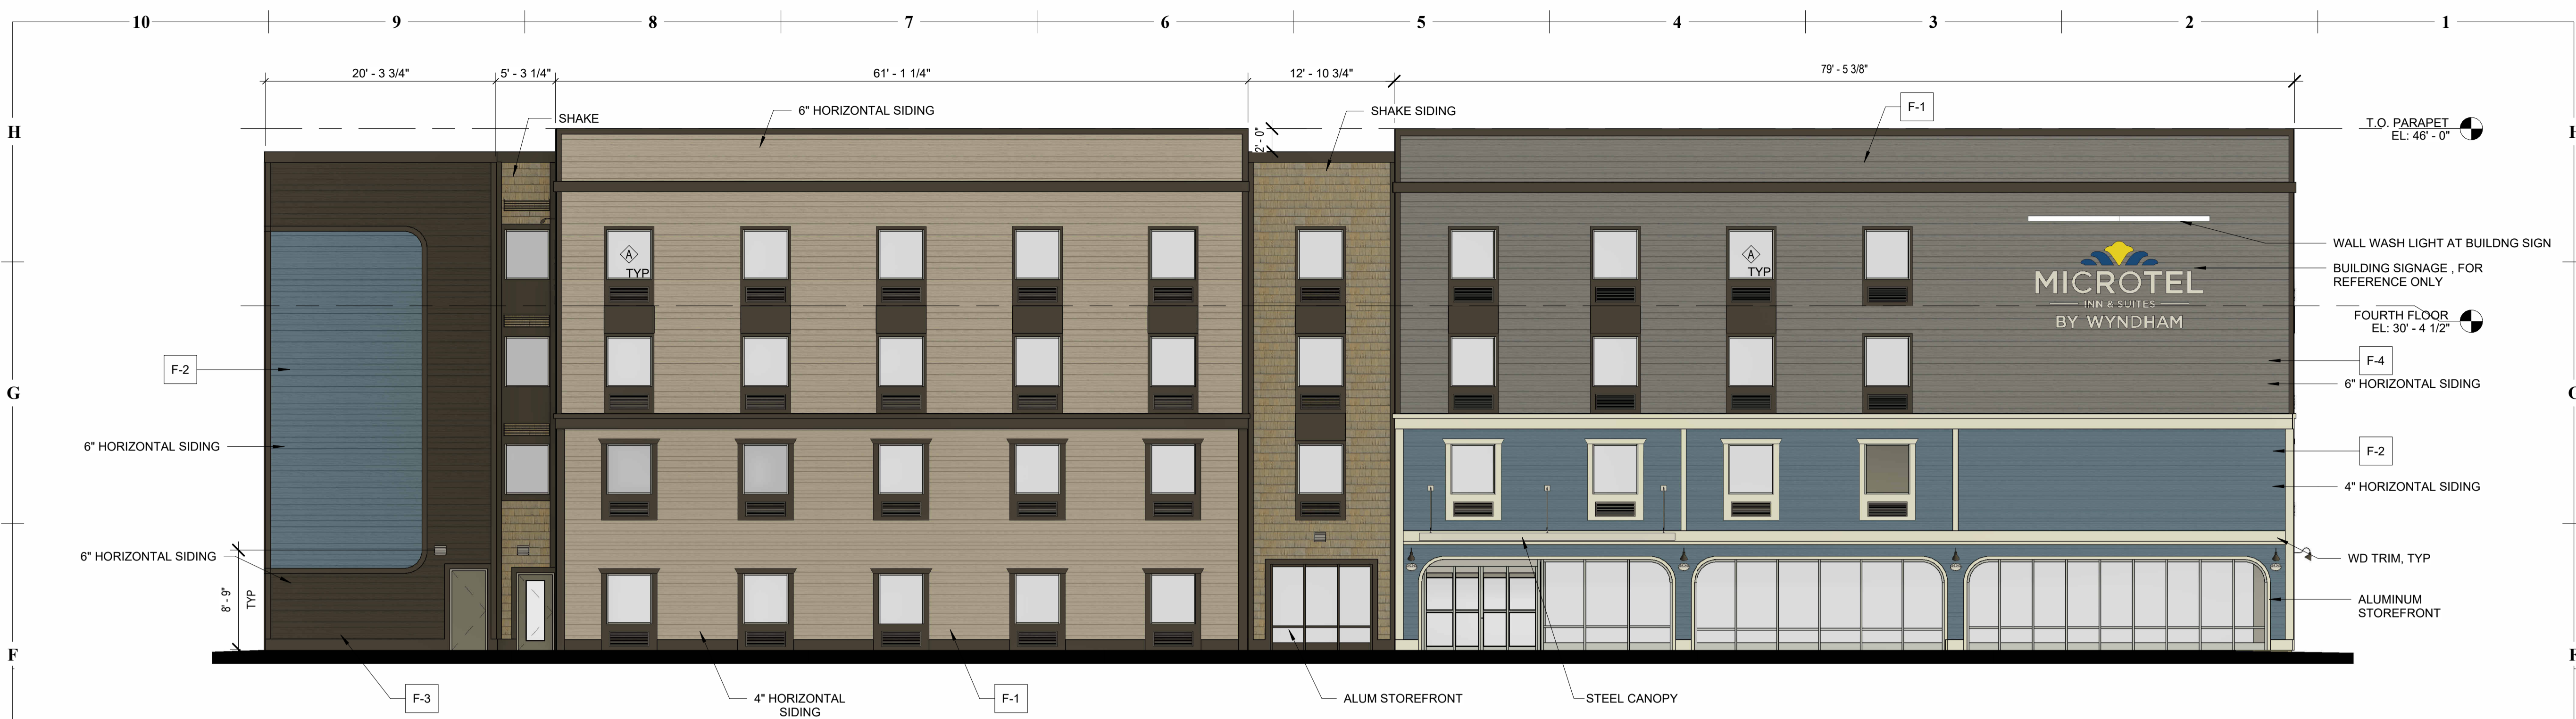 10 9 8 7 6 5 4 3 2 1
20' - 3 3/4" 5' - 3 1/4" 61' - 1 1/4" 12' - 10 3/4" 79' - 5 3/8"
H
SHAKE
6" HORIZONTAL SIDING
SHAKE SIDING
F-1
2' - 0"
T.O. PARAPET
EL: 46' - 0"
A
TYP
A
TYP
WALL WASH LIGHT AT BUILDNG SIGN
BUILDING SIGNAGE , FOR
REFERENCE ONLY
MICROTEL
INN & SUITES
BY WYNDHAM
FOURTH FLOOR
EL: 30' - 4 1/2"
F-2
F-4
6" HORIZONTAL SIDING
G
6" HORIZONTAL SIDING
F-2
4" HORIZONTAL SIDING
6" HORIZONTAL SIDING
8' - 9"
TYP
WD TRIM, TYP
ALUMINUM
STOREFRONT
F
F-3
4" HORIZONTAL
SIDING
F-1
ALUM STOREFRONT
STEEL CANOPY